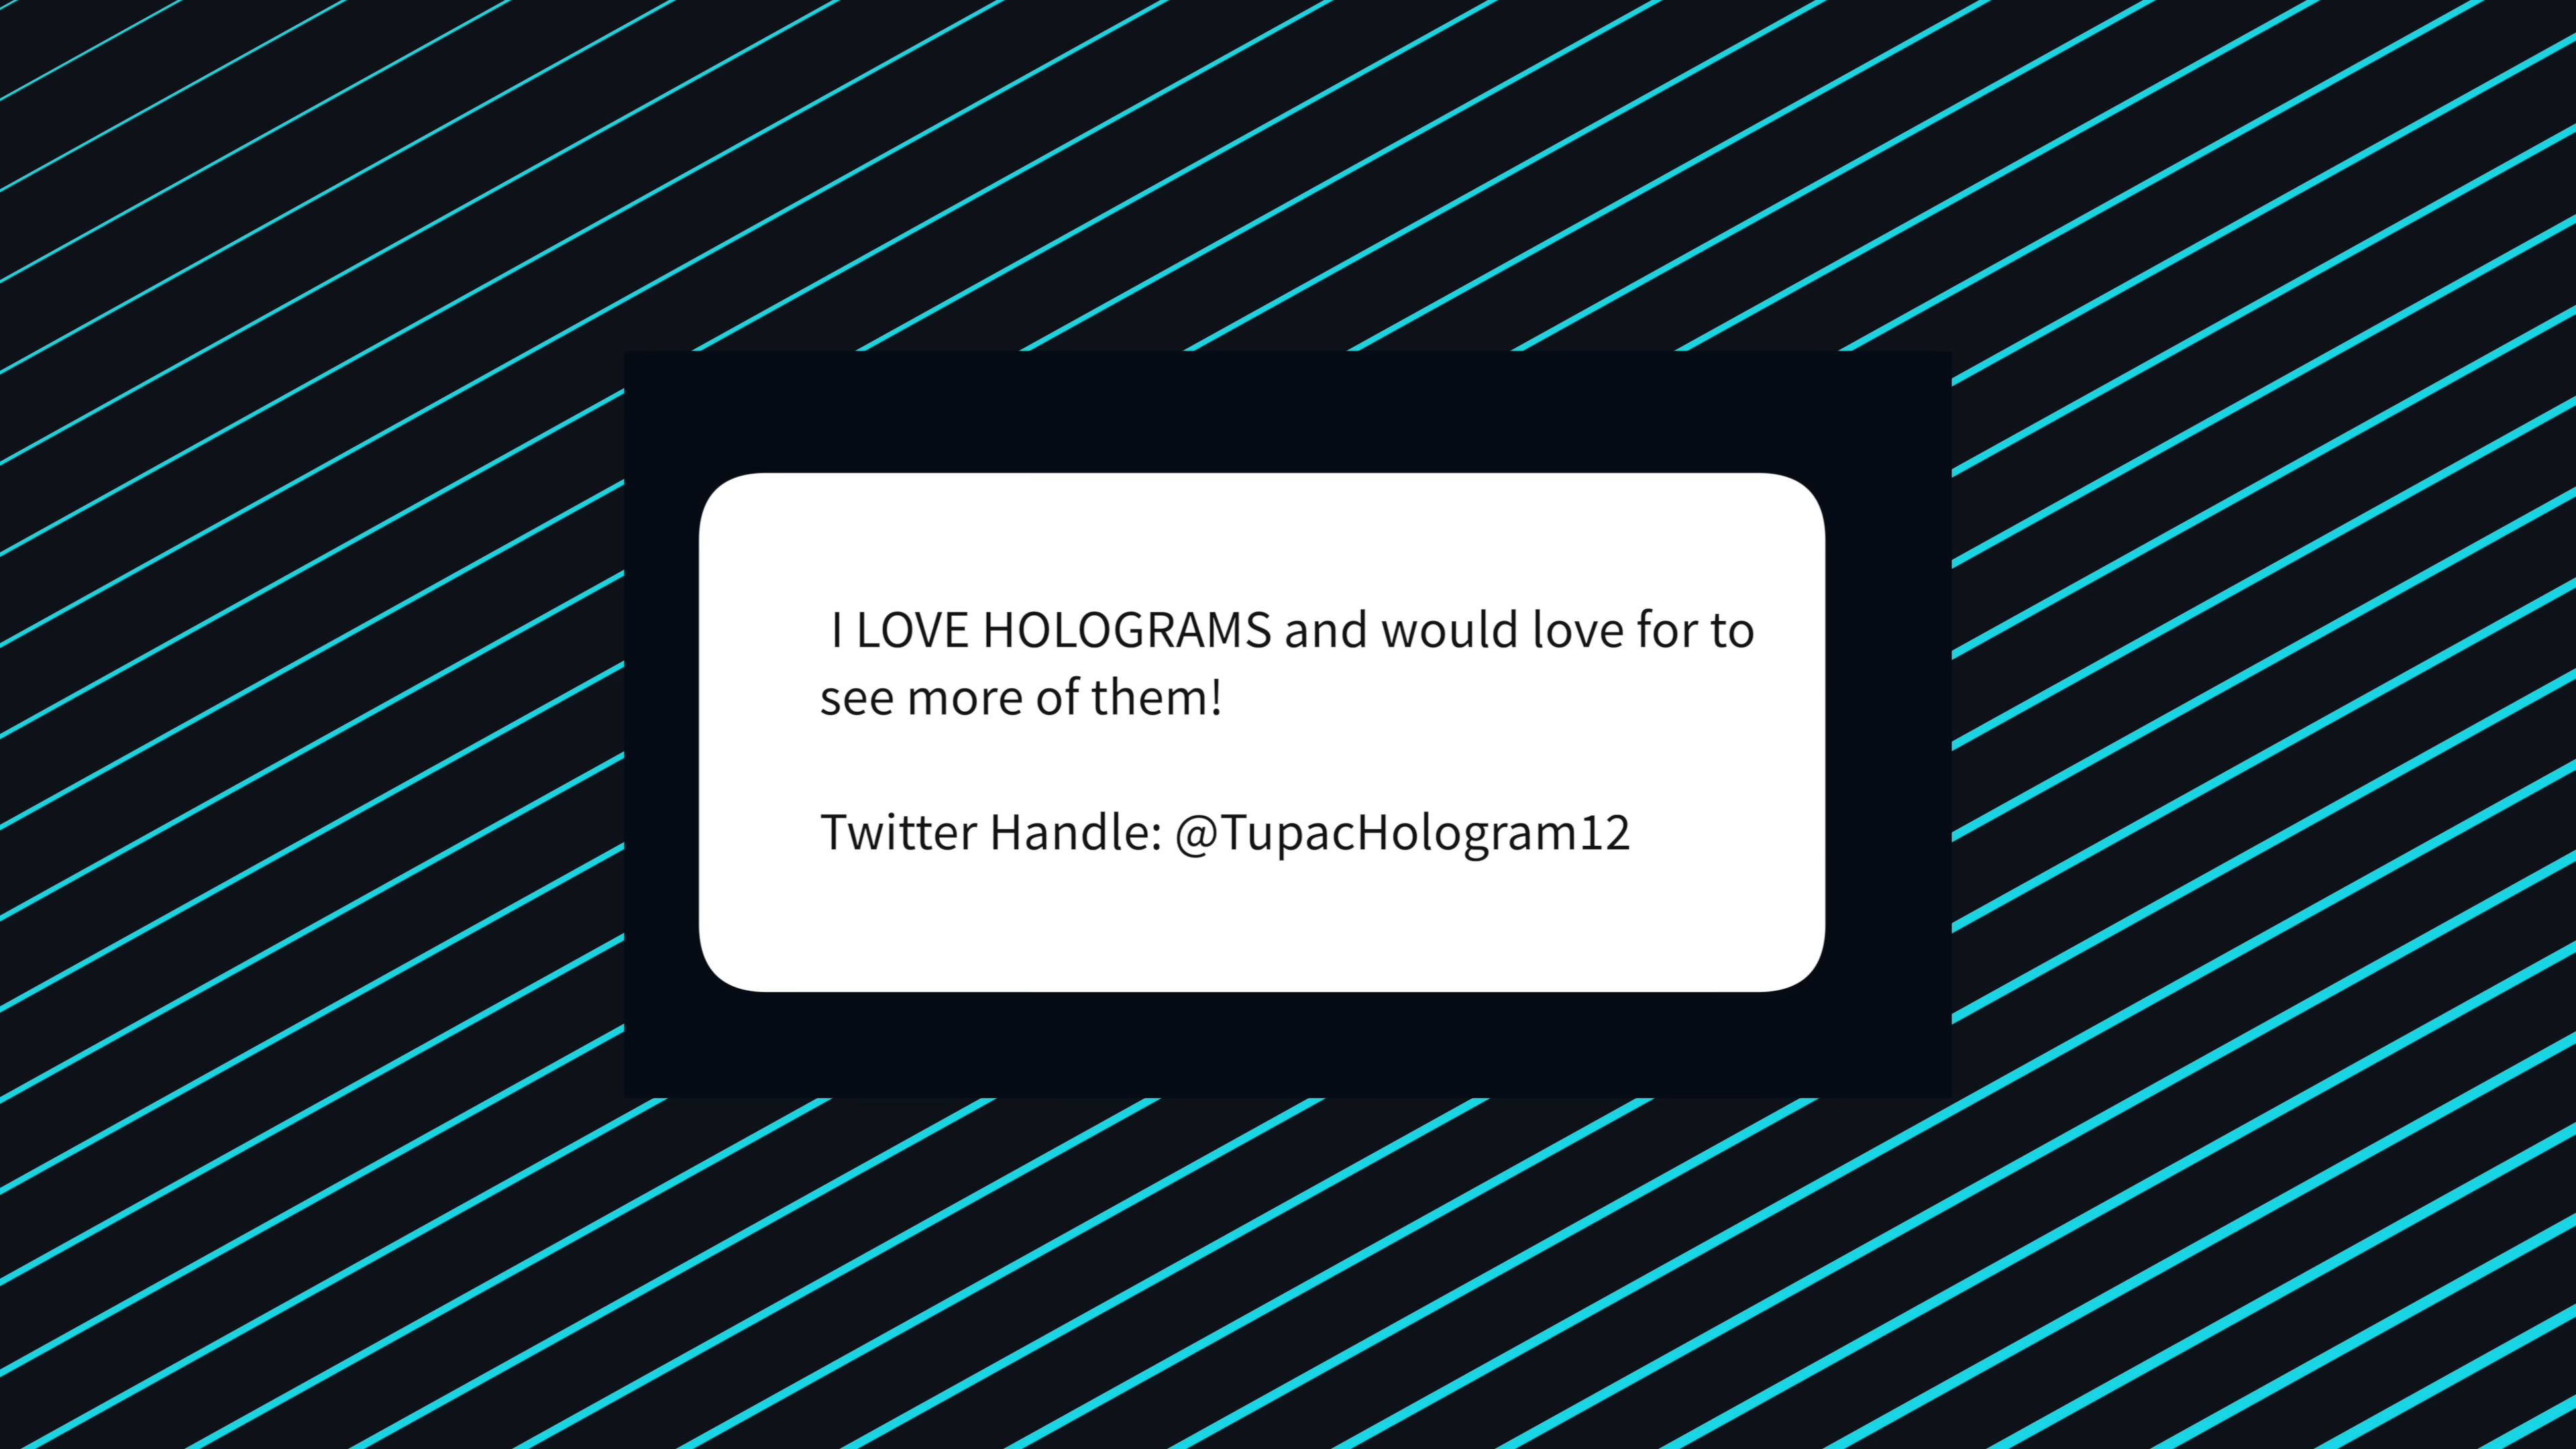 I LOVE HOLOGRAMS and would love for to
see more of them!
Twitter Handle: @TupacHologram12